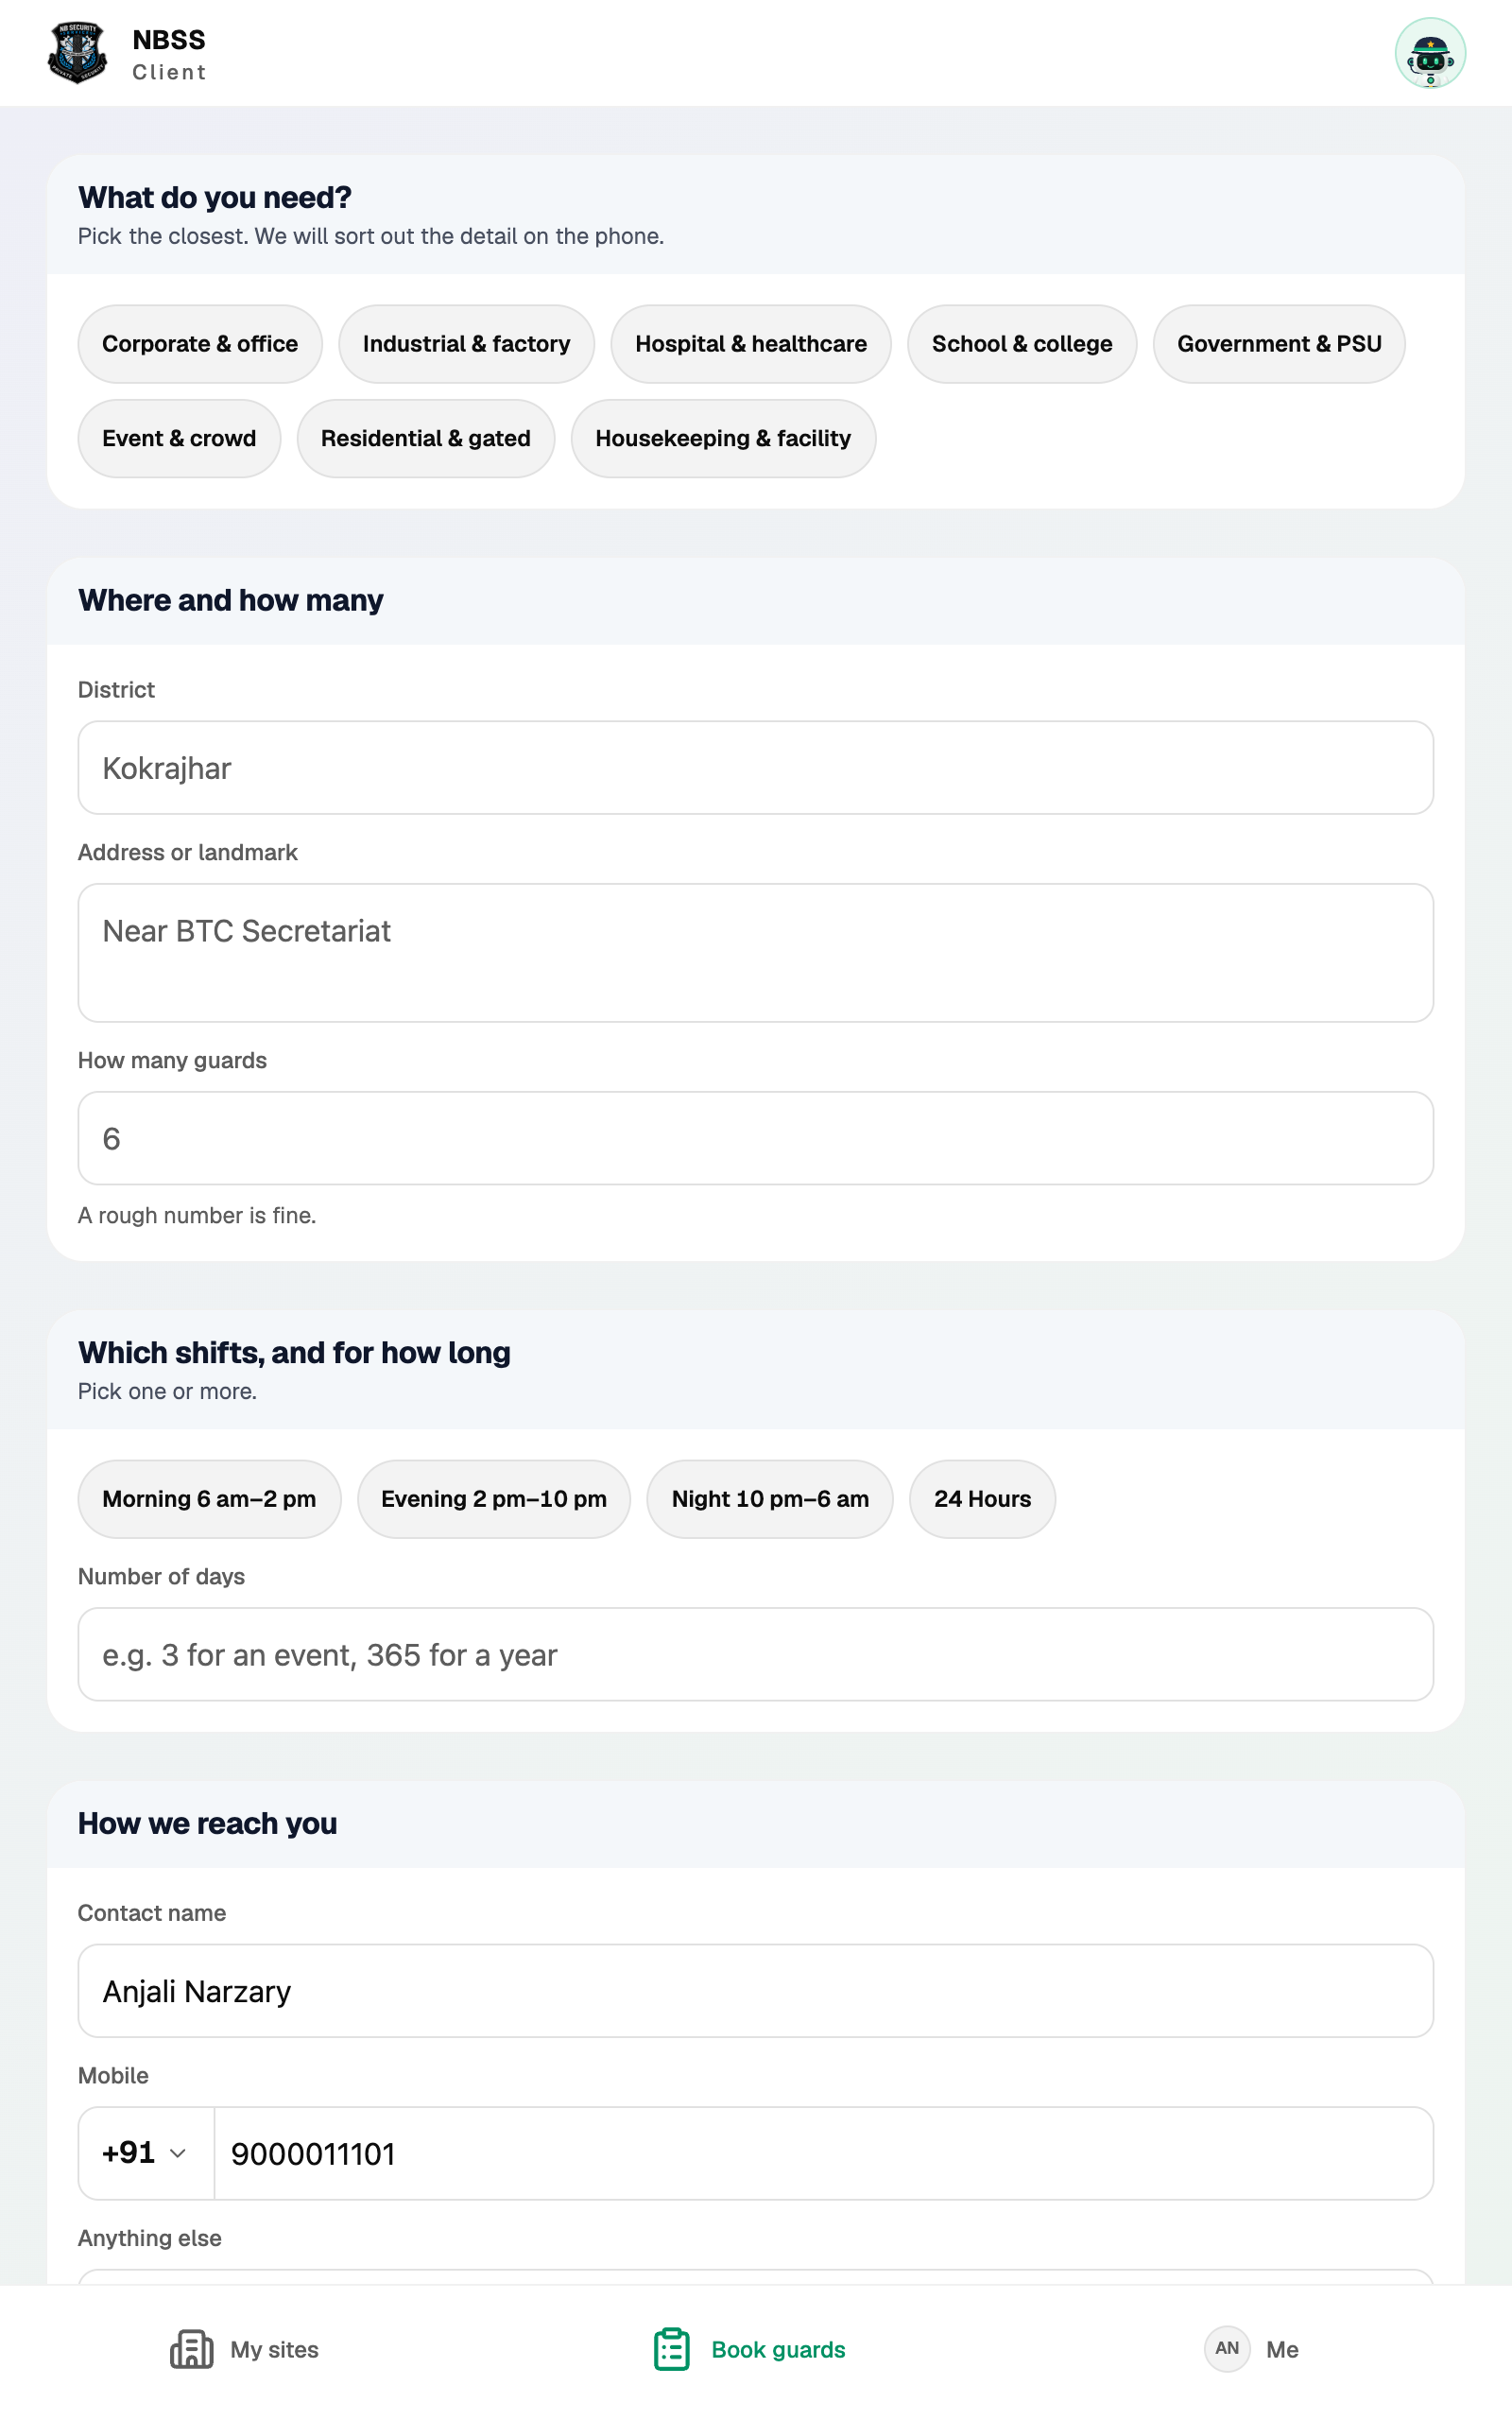 NB SECURITY
PRIVATE SECURITY
NBSS
Client
What do you need?
Pick the closest. We will sort out the detail on the phone.
Corporate & office
Industrial & factory
Hospital & healthcare
School & college
Government & PSU
Event & crowd
Residential & gated
Housekeeping & facility
Where and how many
District
Kokrajhar
Address or landmark
Near BTC Secretariat
How many guards
6
A rough number is fine.
Which shifts, and for how long
Pick one or more.
Morning 6 am–2 pm
Evening 2 pm–10 pm
Night 10 pm–6 am
24 Hours
Number of days
e.g. 3 for an event, 365 for a year
How we reach you
Contact name
Anjali Narzary
Mobile
+91
9000011101
Anything else
My sites
Book guards
AN
Me